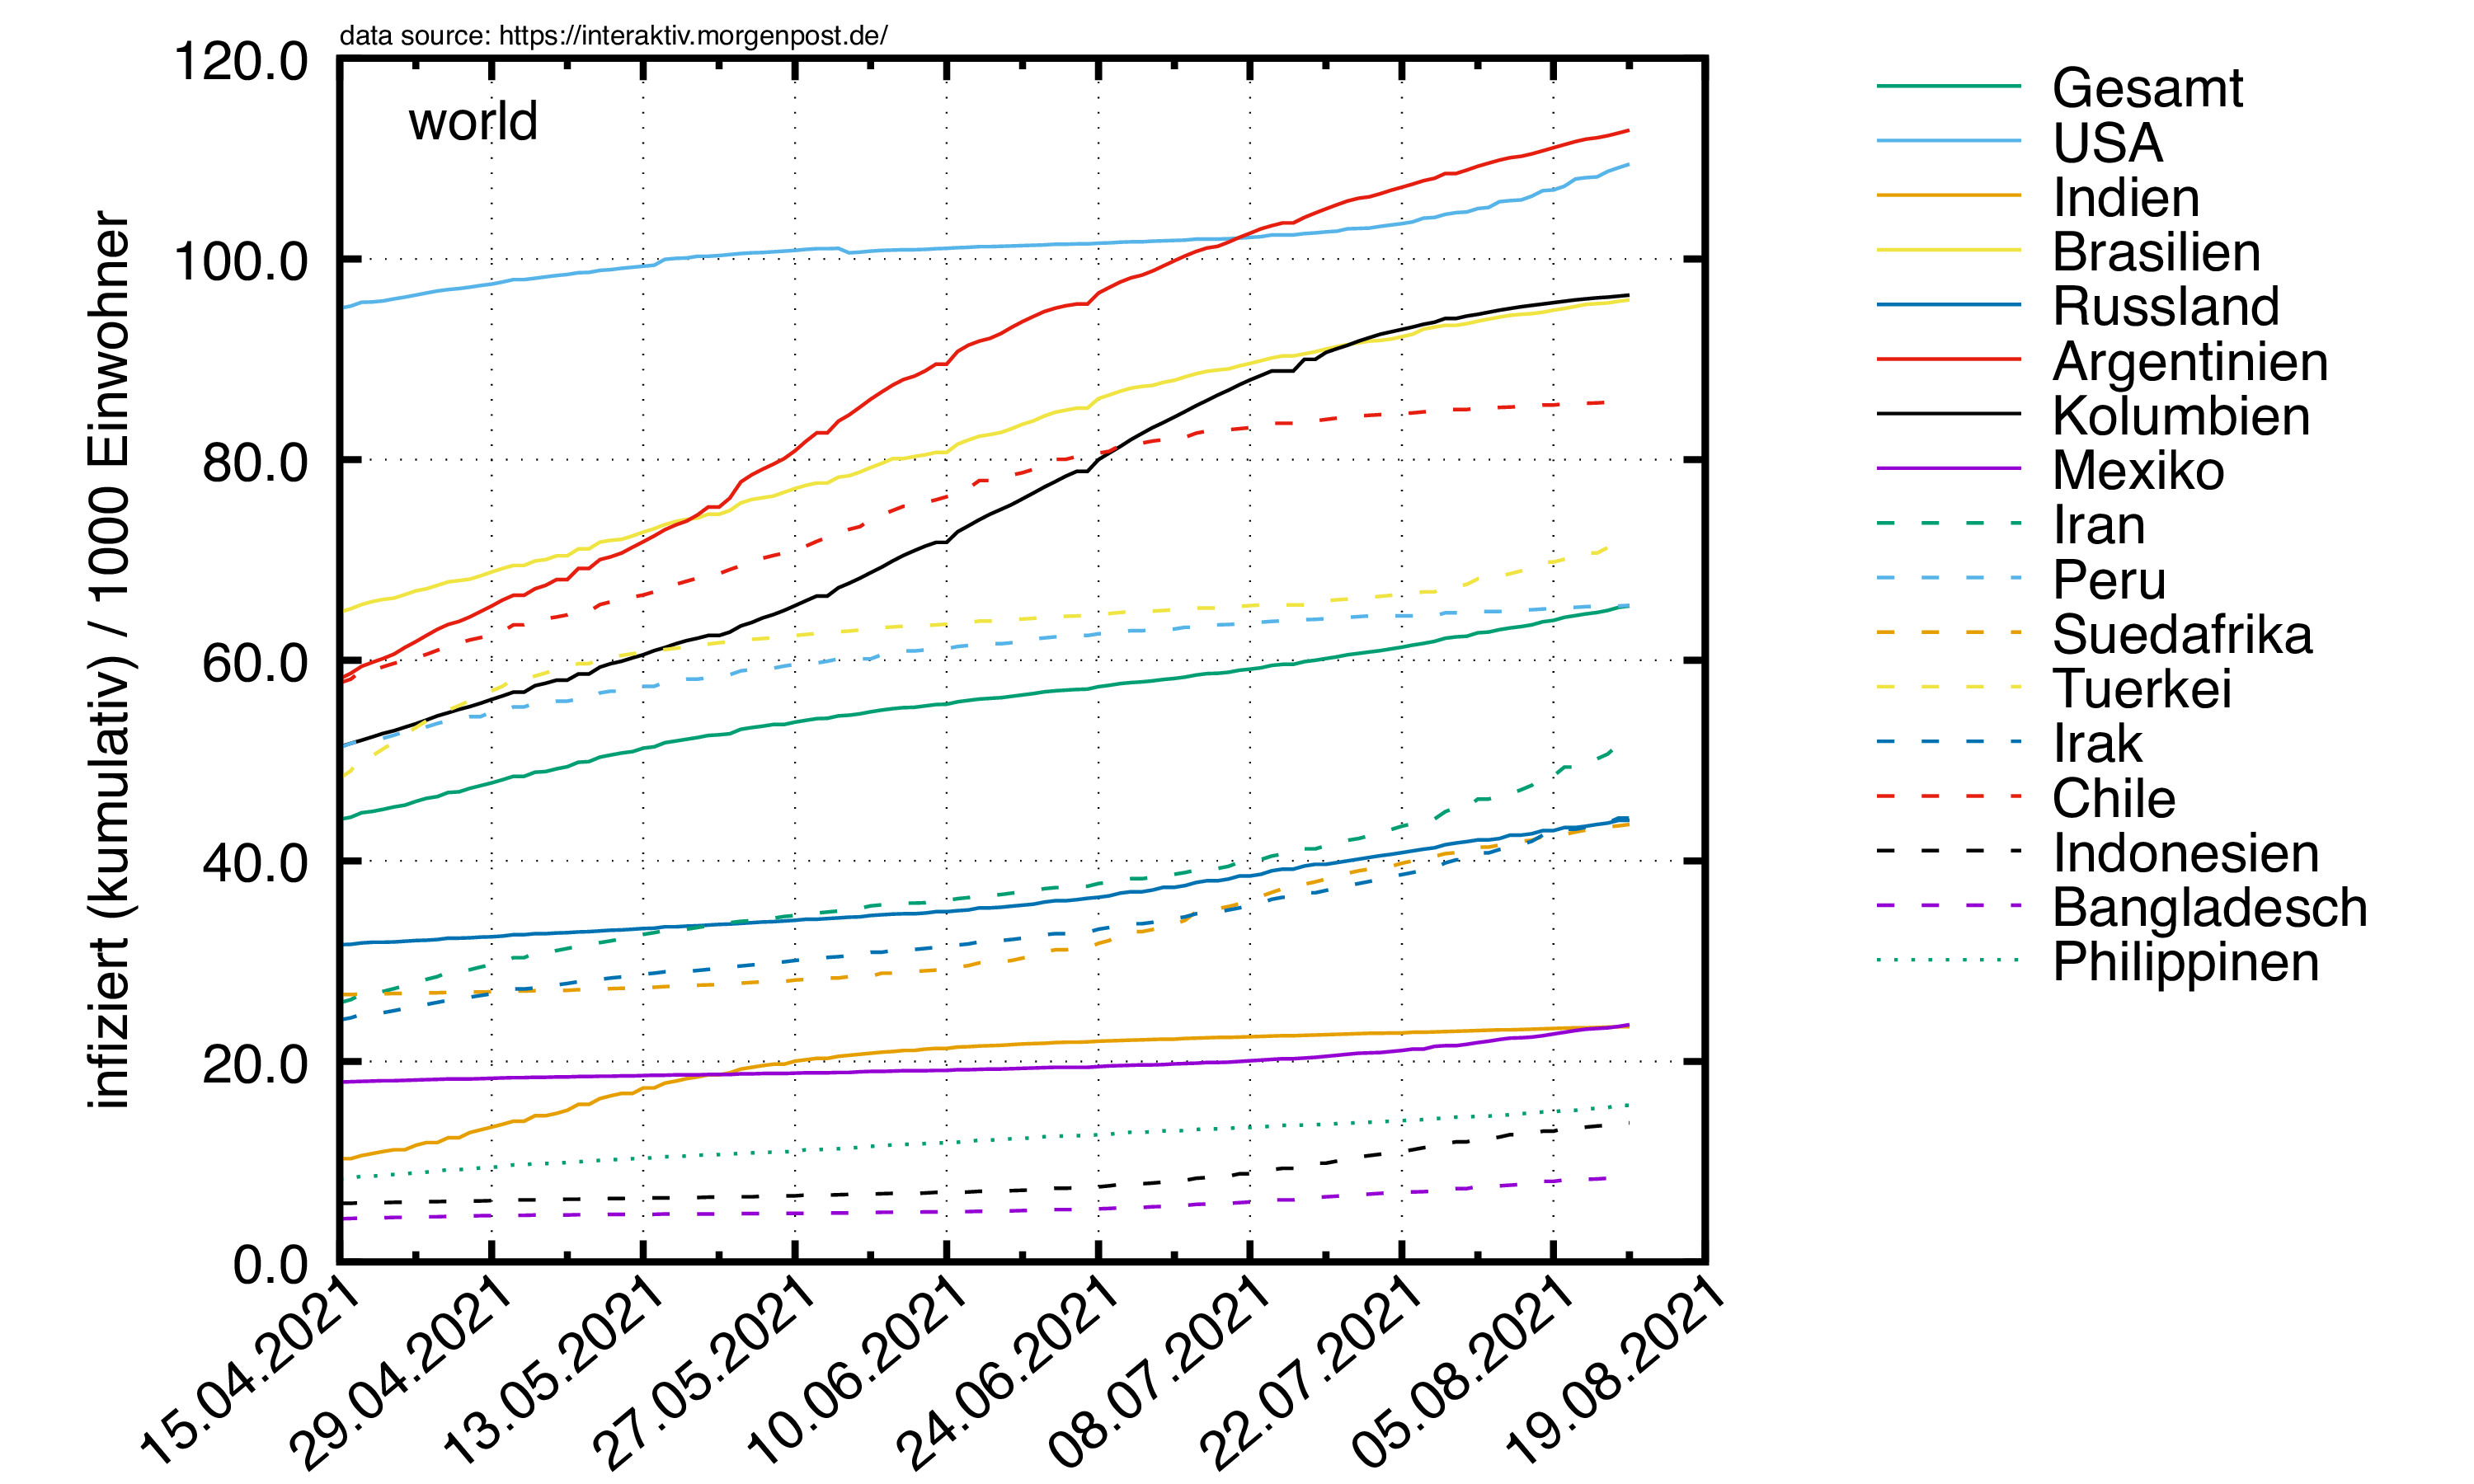 data source: https://interaktiv.morgenpost.de/
120.0
100.0
80.0
60.0
40.0
20.0
0.0
infiziert (kumulativ) / 1000 Einwohner
world
15.04.2021
29.04.2021
13.05.2021
27.05.2021
10.06.2021
24.06.2021
08.07.2021
22.07.2021
05.08.2021
19.08.2021
Gesamt
USA
Indien
Brasilien
Russland
Argentinien
Kolumbien
Mexiko
Iran
Peru
Suedafrika
Tuerkei
Irak
Chile
Indonesien
Bangladesch
Philippinen